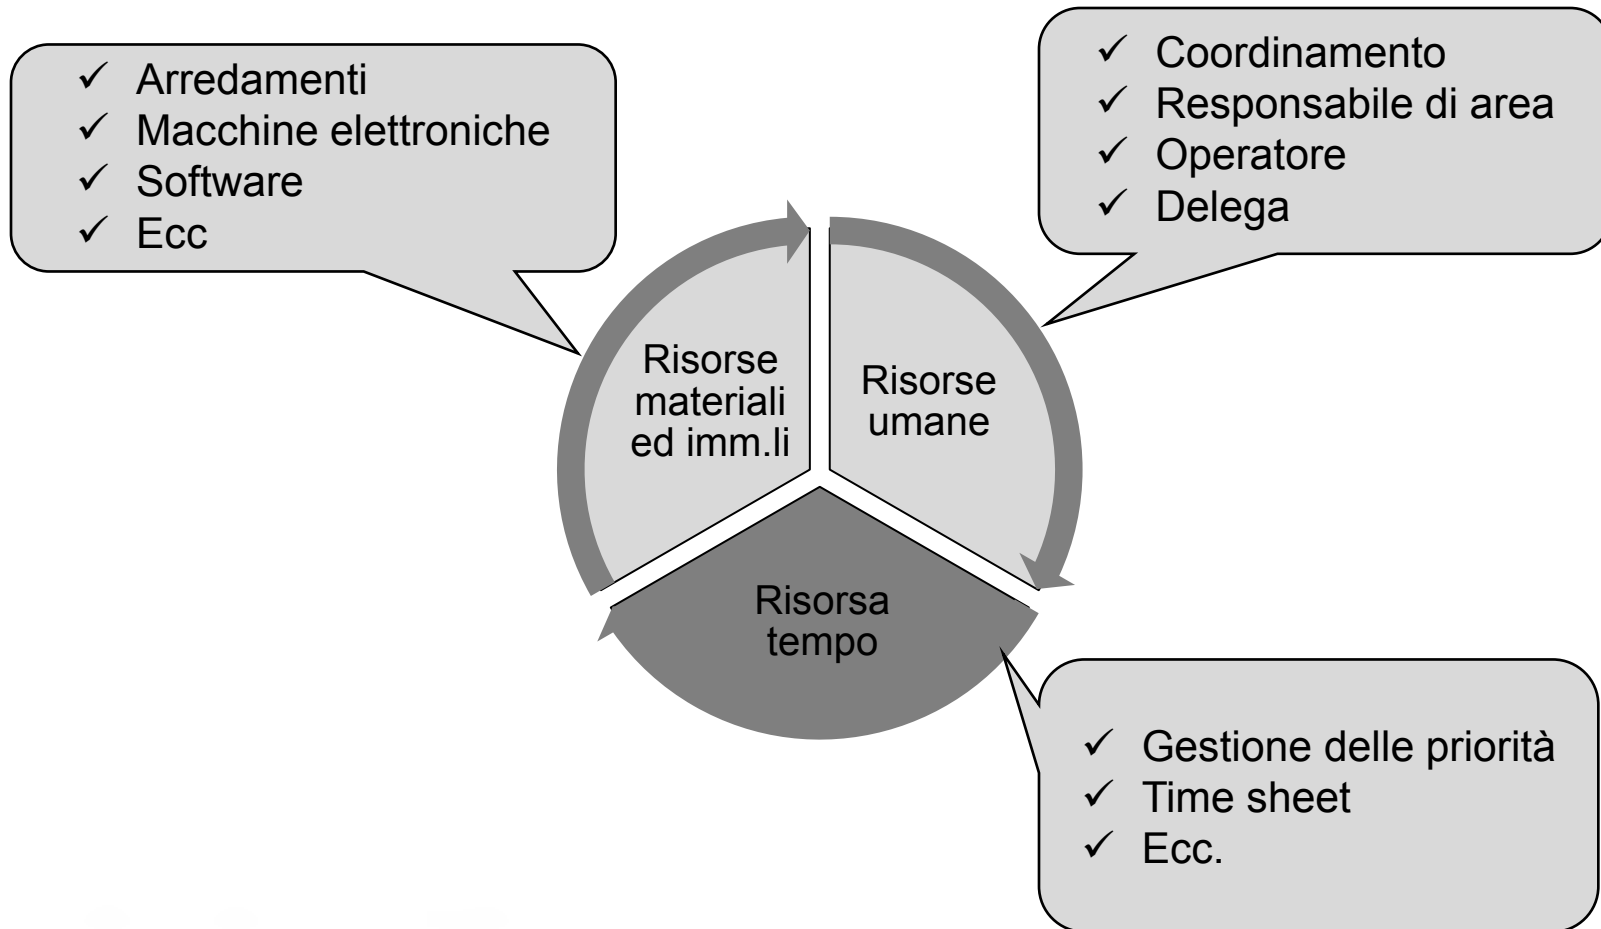 Arredamenti
Macchine elettroniche
Software
Ecc
Coordinamento
Responsabile di area
Operatore
Delega
Risorse
materiali
ed imm.li
Risorse
umane
Risorsa
tempo
Gestione delle priorità
Time sheet
Ecc.